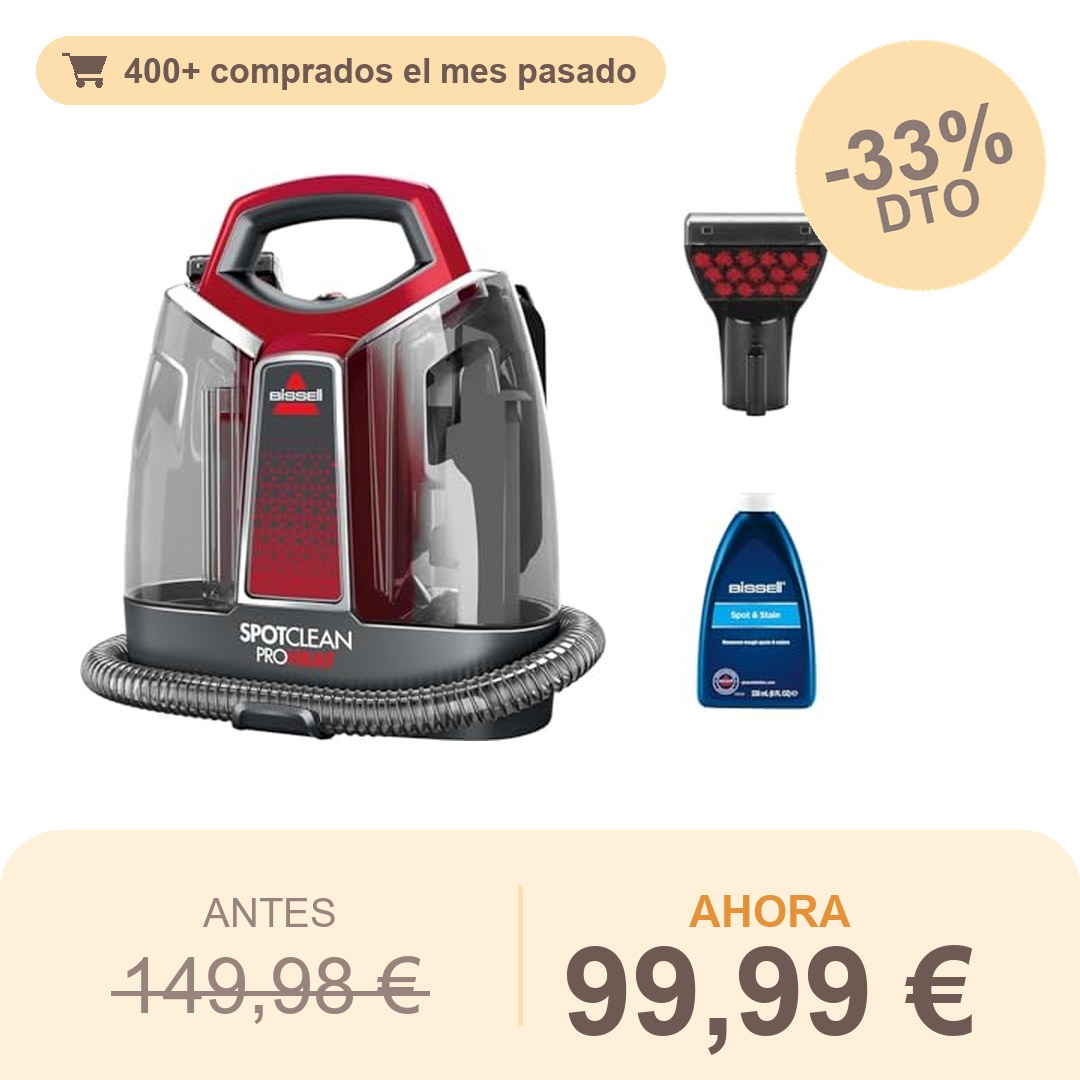 400+ comprados el mes pasado
-33%
DTO
BISSELL
SPOTCLEAN
PROHEAT
BISSELL
Spot & Stain
ANTES
149,98 €
AHORA
99,99 €